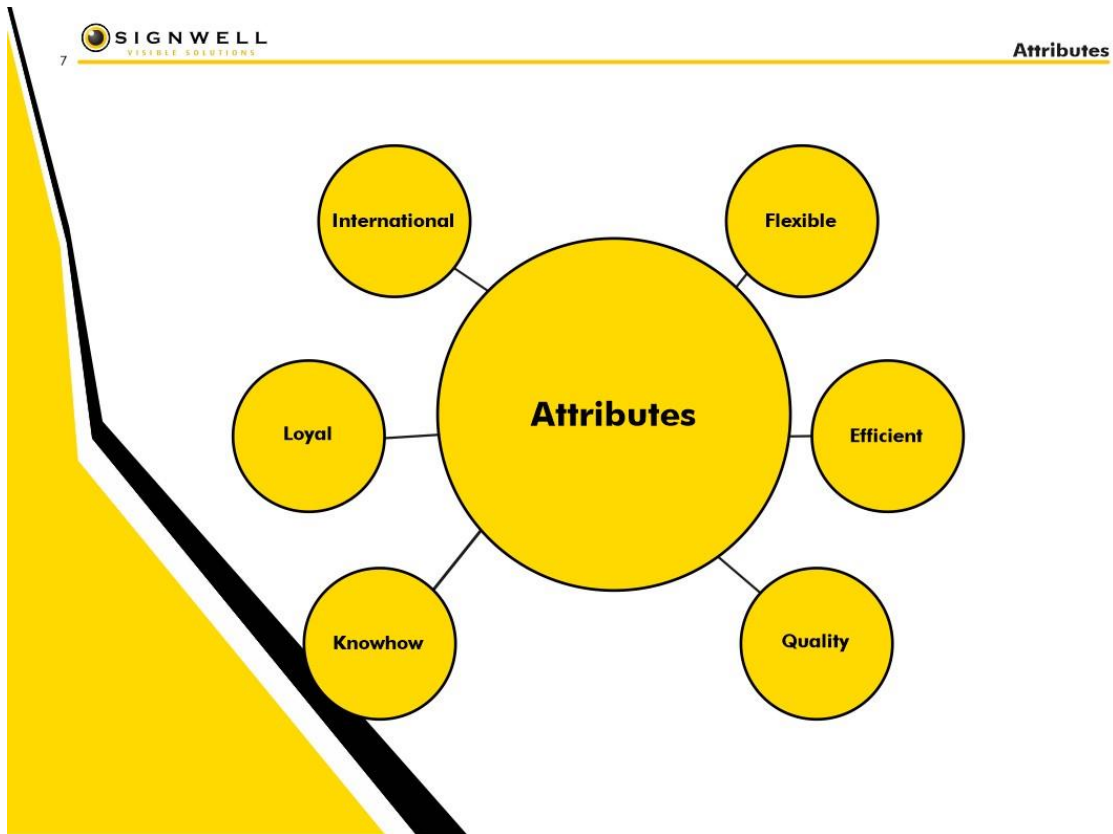 SIGNWELL
VISIBLE SOLUTIONS
7
Attributes
International
Flexible
Attributes
Loyal
Efficient
Knowhow
Quality